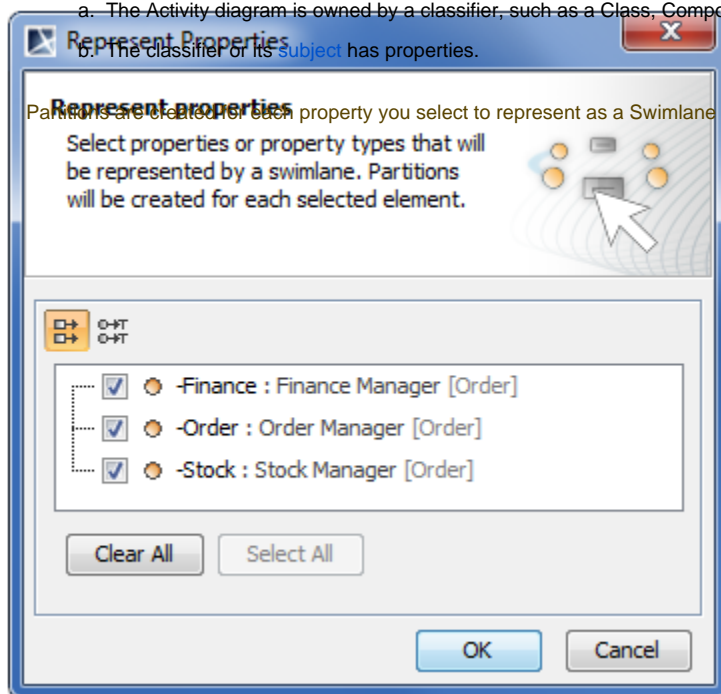 a. The Activity diagram is owned by a classifier, such as a Class, Compo
Represent Properties
b. The classifier or its subject has properties.
Represent properties
Partitions are created for each property you select to represent as a Swimlane
Select properties or property types that will
be represented by a swimlane. Partitions
will be created for each selected element.
-Finance : Finance Manager [Order]
-Order : Order Manager [Order]
-Stock : Stock Manager [Order]
Clear All Select All
OK Cancel